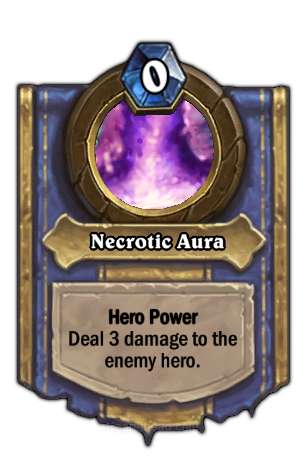 0
Necrotic Aura
Hero Power
Deal 3 damage to the
enemy hero.